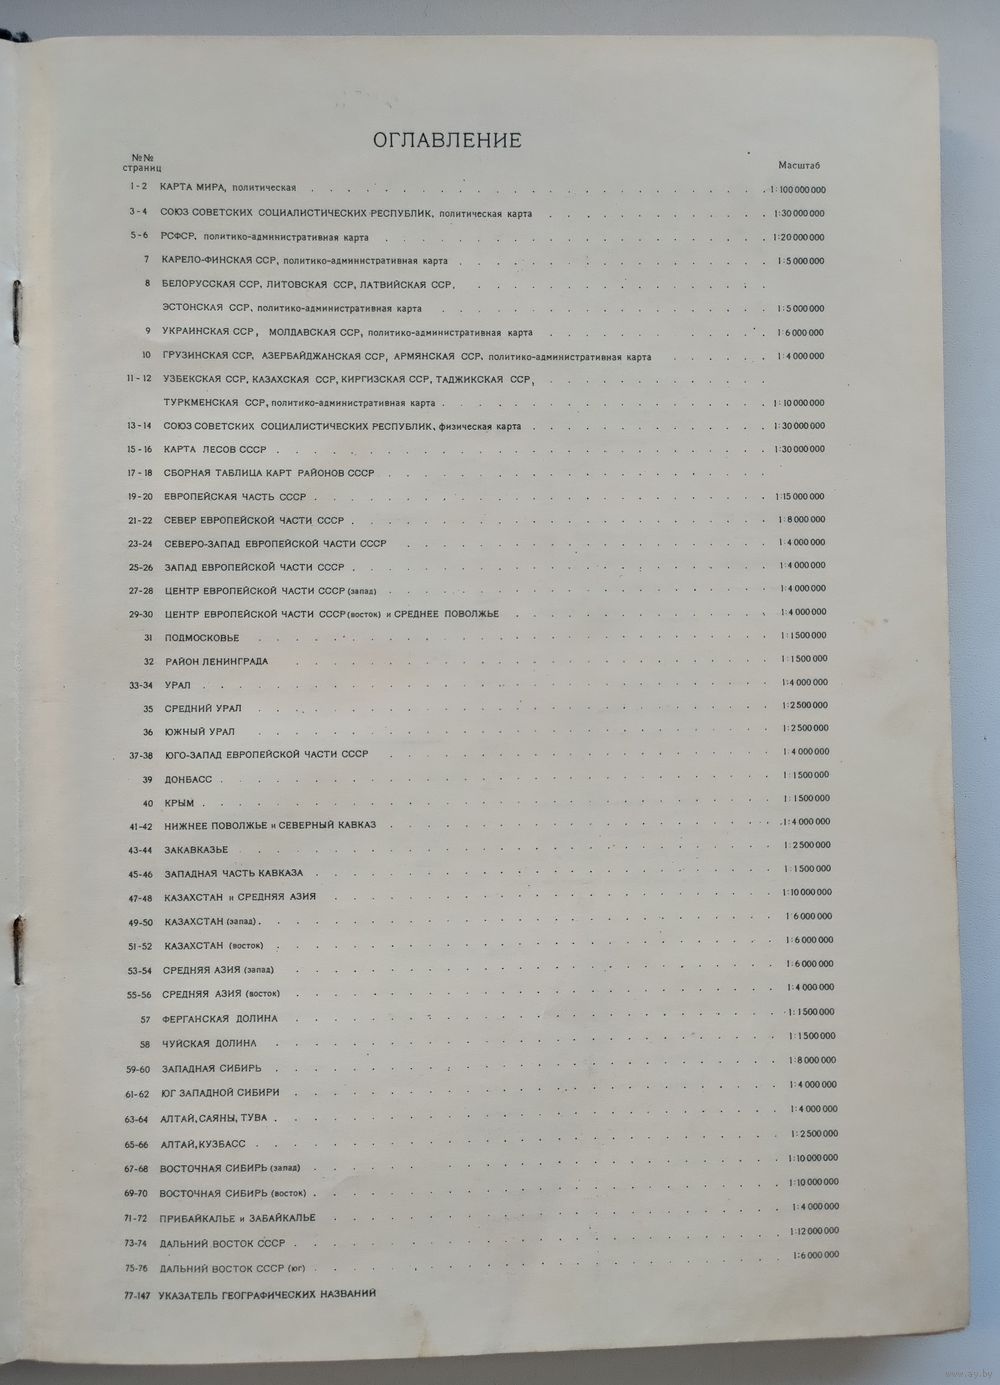 ОГЛАВЛЕНИЕ
№№ страниц Масштаб
1-2 КАРТА МИРА, политическая 1:100 000 000
3-4 СОЮЗ СОВЕТСКИХ СОЦИАЛИСТИЧЕСКИХ РЕСПУБЛИК, политическая карта 1:30 000 000
5-6 РСФСР, политико-административная карта 1:20 000 000
7 КАРЕЛО-ФИНСКАЯ ССР, политико-административная карта 1:5 000 000
8 БЕЛОРУССКАЯ ССР, ЛИТОВСКАЯ ССР, ЛАТВИЙСКАЯ ССР,
ЭСТОНСКАЯ ССР, политико-административная карта 1:5 000 000
9 УКРАИНСКАЯ ССР, МОЛДАВСКАЯ ССР, политико-административная карта 1:6 000 000
10 ГРУЗИНСКАЯ ССР, АЗЕРБАЙДЖАНСКАЯ ССР, АРМЯНСКАЯ ССР, политико-административная карта 1:4 000 000
11-12 УЗБЕКСКАЯ ССР, КАЗАХСКАЯ ССР, КИРГИЗСКАЯ ССР, ТАДЖИКСКАЯ ССР,
ТУРКМЕНСКАЯ ССР, политико-административная карта 1:10 000 000
13-14 СОЮЗ СОВЕТСКИХ СОЦИАЛИСТИЧЕСКИХ РЕСПУБЛИК, физическая карта 1:30 000 000
15-16 КАРТА ЛЕСОВ СССР 1:30 000 000
17-18 СБОРНАЯ ТАБЛИЦА КАРТ РАЙОНОВ СССР
19-20 ЕВРОПЕЙСКАЯ ЧАСТЬ СССР 1:15 000 000
21-22 СЕВЕР ЕВРОПЕЙСКОЙ ЧАСТИ СССР 1:8 000 000
23-24 СЕВЕРО-ЗАПАД ЕВРОПЕЙСКОЙ ЧАСТИ СССР 1:4 000 000
25-26 ЗАПАД ЕВРОПЕЙСКОЙ ЧАСТИ СССР 1:4 000 000
27-28 ЦЕНТР ЕВРОПЕЙСКОЙ ЧАСТИ СССР (запад) 1:4 000 000
29-30 ЦЕНТР ЕВРОПЕЙСКОЙ ЧАСТИ СССР (восток) и СРЕДНЕЕ ПОВОЛЖЬЕ 1:4 000 000
31 ПОДМОСКОВЬЕ 1:1 500 000
32 РАЙОН ЛЕНИНГРАДА 1:1 500 000
33-34 УРАЛ 1:4 000 000
35 СРЕДНИЙ УРАЛ 1:2 500 000
36 ЮЖНЫЙ УРАЛ 1:2 500 000
37-38 ЮГО-ЗАПАД ЕВРОПЕЙСКОЙ ЧАСТИ СССР 1:4 000 000
39 ДОНБАСС 1:1 500 000
40 КРЫМ 1:1 500 000
41-42 НИЖНЕЕ ПОВОЛЖЬЕ и СЕВЕРНЫЙ КАВКАЗ 1:4 000 000
43-44 ЗАКАВКАЗЬЕ 1:2 500 000
45-46 ЗАПАДНАЯ ЧАСТЬ КАВКАЗА 1:1 500 000
47-48 КАЗАХСТАН и СРЕДНЯЯ АЗИЯ 1:10 000 000
49-50 КАЗАХСТАН (запад) 1:6 000 000
51-52 КАЗАХСТАН (восток) 1:6 000 000
53-54 СРЕДНЯЯ АЗИЯ (запад) 1:6 000 000
55-56 СРЕДНЯЯ АЗИЯ (восток) 1:4 000 000
57 ФЕРГАНСКАЯ ДОЛИНА 1:1 500 000
58 ЧУЙСКАЯ ДОЛИНА 1:1 500 000
59-60 ЗАПАДНАЯ СИБИРЬ 1:8 000 000
61-62 ЮГ ЗАПАДНОЙ СИБИРИ 1:4 000 000
63-64 АЛТАЙ, САЯНЫ, ТУВА 1:4 000 000
65-66 АЛТАЙ, КУЗБАСС 1:2 500 000
67-68 ВОСТОЧНАЯ СИБИРЬ (запад) 1:10 000 000
69-70 ВОСТОЧНАЯ СИБИРЬ (восток) 1:10 000 000
71-72 ПРИБАЙКАЛЬЕ и ЗАБАЙКАЛЬЕ 1:4 000 000
73-74 ДАЛЬНИЙ ВОСТОК СССР 1:12 000 000
75-76 ДАЛЬНИЙ ВОСТОК СССР (юг) 1:6 000 000
77-147 УКАЗАТЕЛЬ ГЕОГРАФИЧЕСКИХ НАЗВАНИЙ
www.ay.by